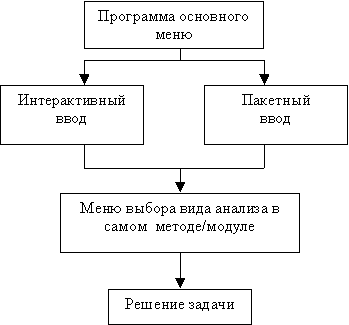 Программа основного
меню
Интерактивный
ввод
Пакетный
ввод
Меню выбора вида анализа в
самом методе/модуле
Решение задачи